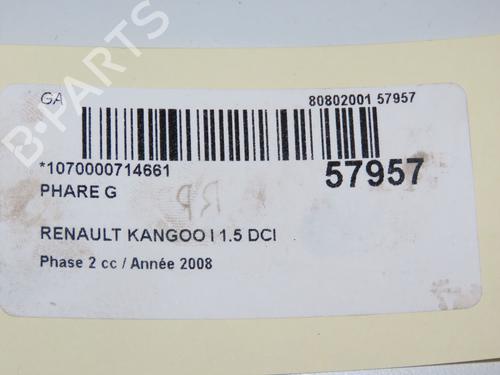 GA 80802001 57957
*1070000714661 57957
PHARE G
RENAULT KANGOO I 1.5 DCI
Phase 2 cc / Année 2008
B-PARTS